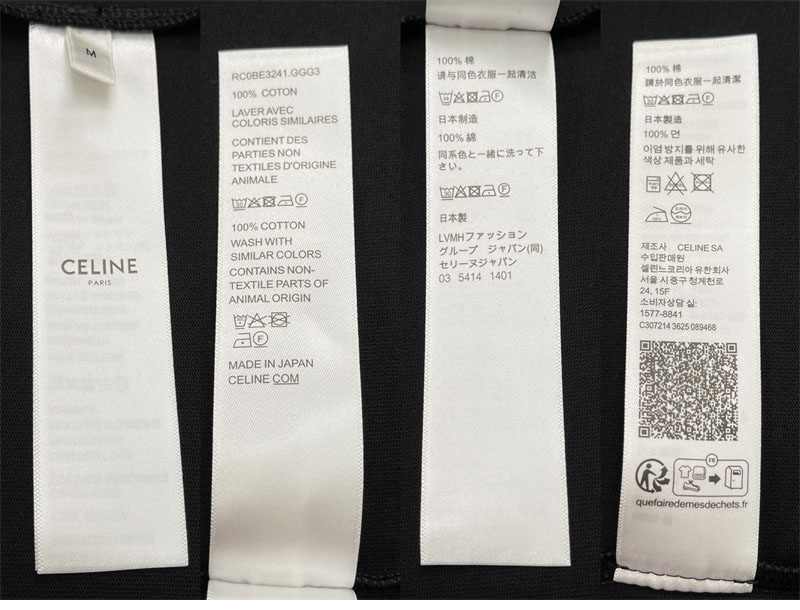 M
CELINE
PARIS
RC0BE3241.GGG3
100% COTON
LAVER AVEC
COLORIS SIMILAIRES
CONTIENT DES
PARTIES NON
TEXTILES D'ORIGINE
ANIMALE
100% COTTON
WASH WITH
SIMILAR COLORS
CONTAINS NON-
TEXTILE PARTS OF
ANIMAL ORIGIN
MADE IN JAPAN
CELINE COM
100% 棉
请与同色衣服一起清洁
日本制造
100% 綿
同系色と一緒に洗って下
さい。
日本製
LVMHファッション
グループ ジャパン(同)
セリーヌジャパン
03 5414 1401
100% 棉
請於同色衣服一起清潔
日本製造
100% 면
이염 방지를 위해 유사한
색상 제품과 세탁
제조사 CELINE SA
수입판매원
셀린느코리아 유한회사
서울 시중구 청계천로
24, 15F
소비자상담 실:
1577-8841
C307214 3625 089468
FR
quefairedemesdechets.fr